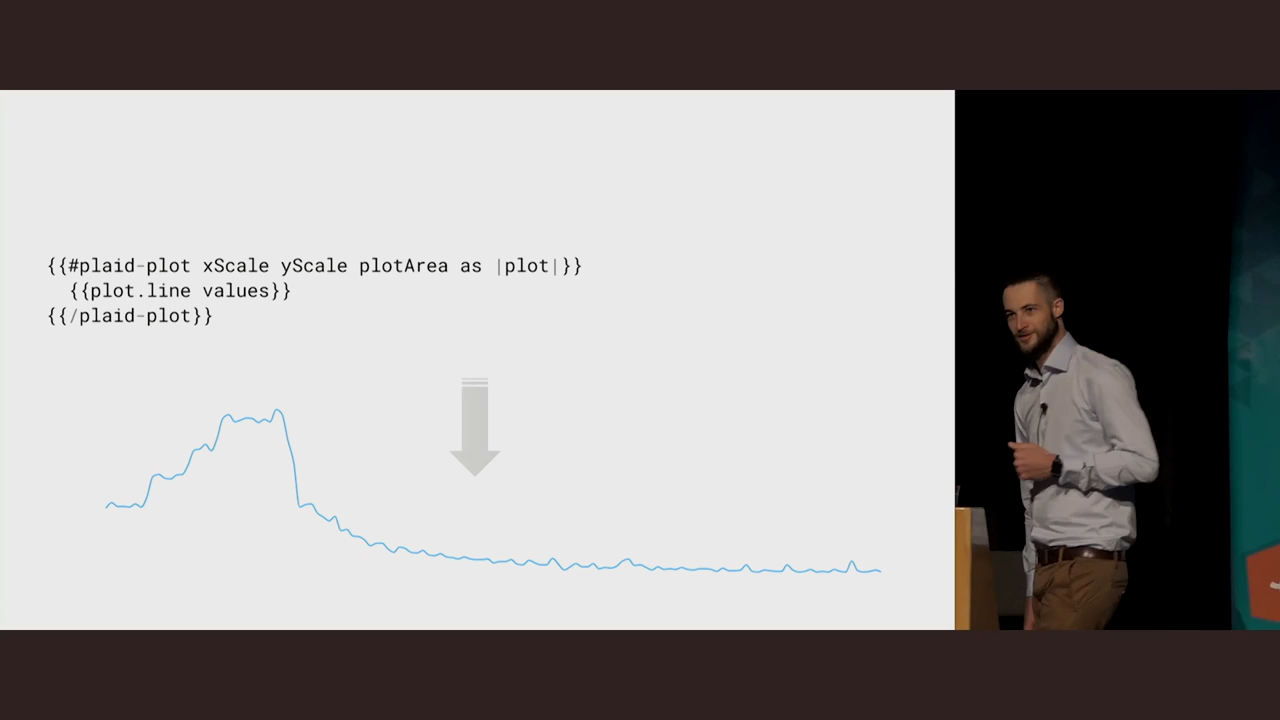 {{#plaid-plot xScale yScale plotArea as |plot|}}
  {{plot.line values}}
{{/plaid-plot}}